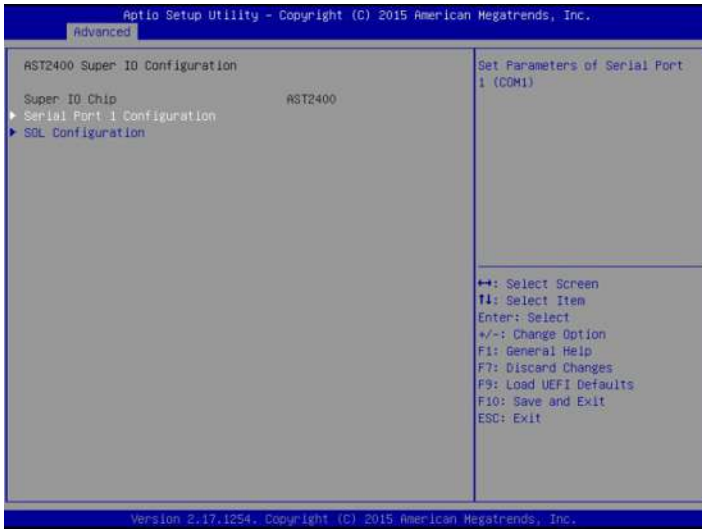 Aptio Setup Utility - Copyright (C) 2015 American Megatrends, Inc.
Advanced
AST2400 Super IO Configuration
Super IO Chip AST2400
Serial Port 1 Configuration
SOL Configuration
Set Parameters of Serial Port
1 (COM1)
↔: Select Screen
↑↓: Select Item
Enter: Select
+/-: Change Option
F1: General Help
F7: Discard Changes
F9: Load UEFI Defaults
F10: Save and Exit
ESC: Exit
Version 2.17.1254. Copyright (C) 2015 American Megatrends, Inc.